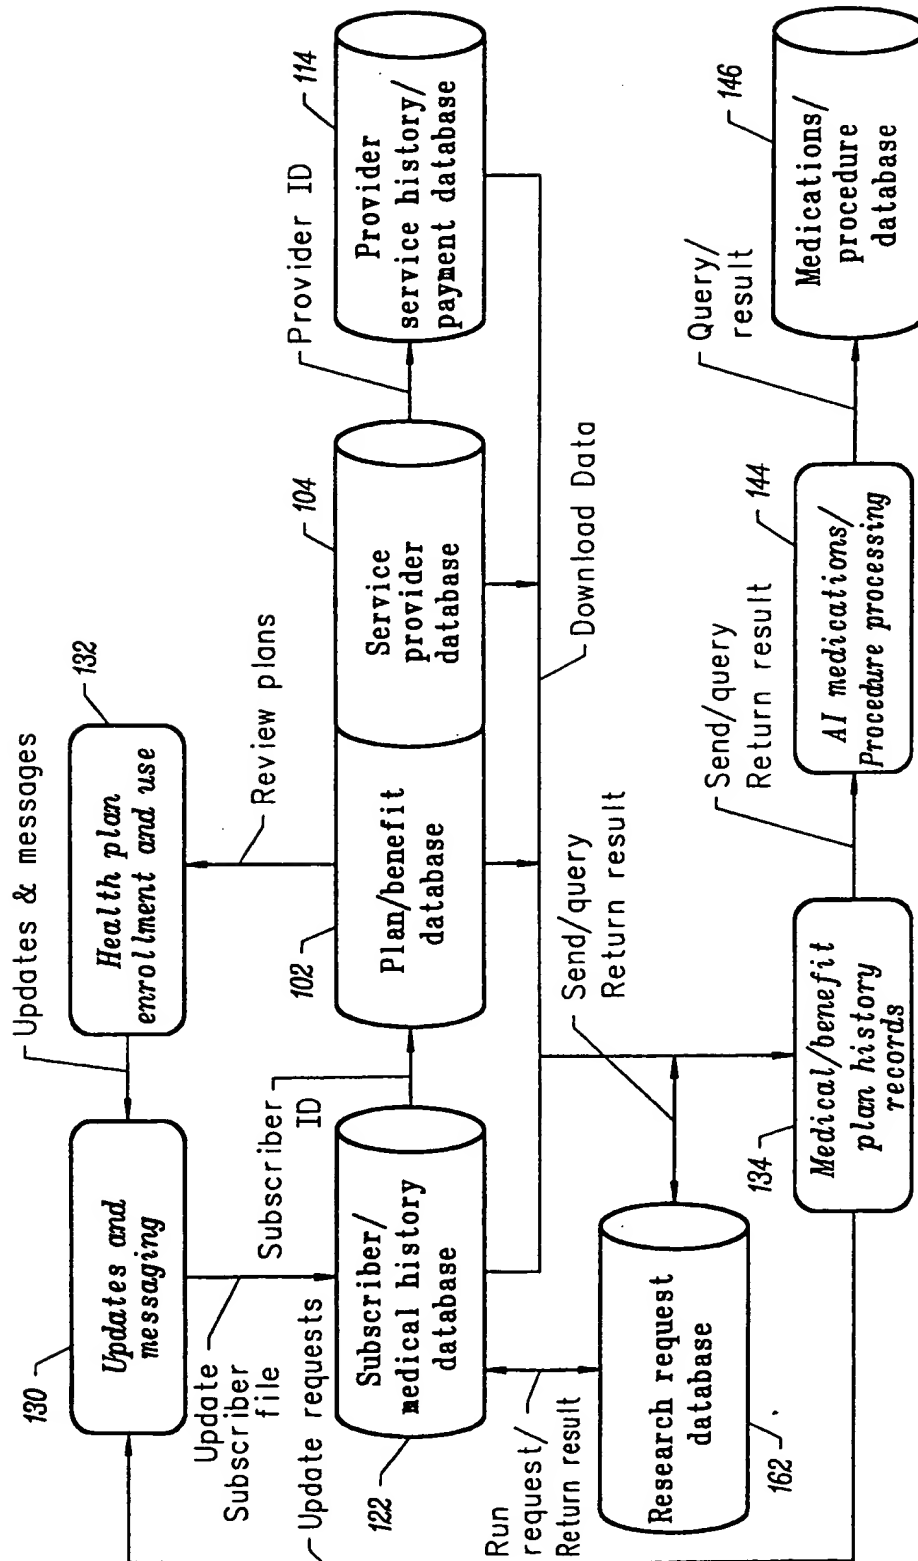 Updates & messages
130
Updates and
messaging
132
Health plan
enrollment and use
Update
Subscriber
file
Review plans
Update requests
Subscriber
ID
Provider ID
122
Subscriber/
medical history
database
102
Plan/benefit
database
104
Service
provider
database
114
Provider
service history/
payment database
Run
request/
Return result
Send/query
Return result
Download Data
162
Research request
database
134
Medical/benefit
plan history
records
Send/query
Return result
144
AI medications/
Procedure processing
Query/
result
146
Medications/
procedure
database